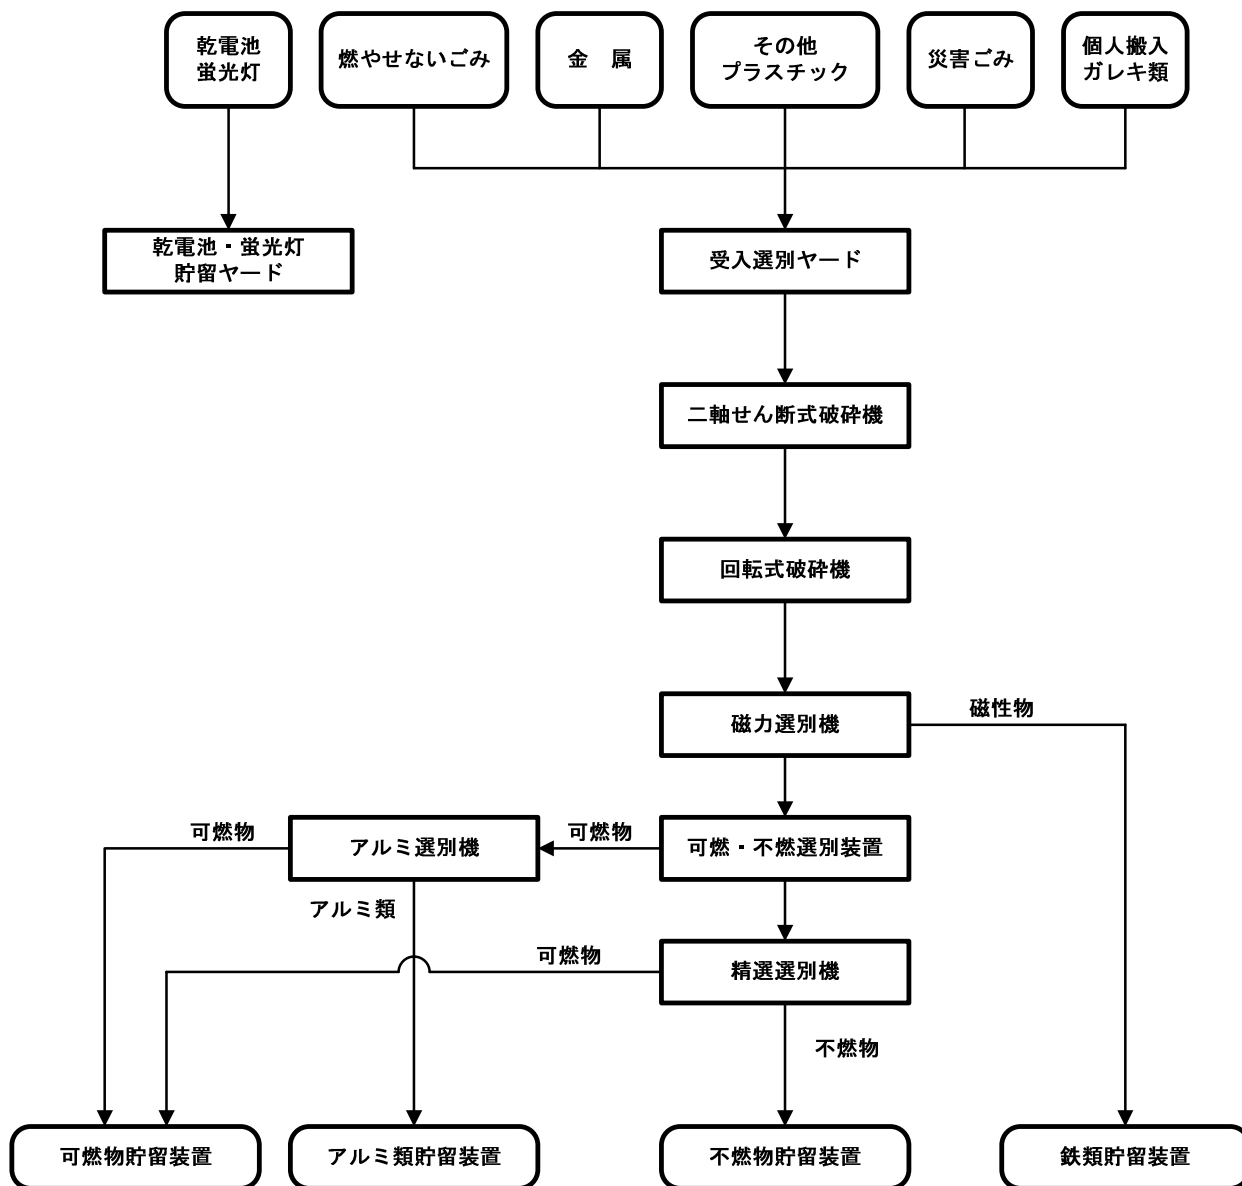 乾電池
蛍光灯
燃やせないごみ
金　属
その他
プラスチック
災害ごみ
個人搬入
ガレキ類
乾電池・蛍光灯
貯留ヤード
受入選別ヤード
二軸せん断式破砕機
回転式破砕機
磁力選別機
磁性物
可燃物
アルミ選別機
可燃物
可燃・不燃選別装置
アルミ類
可燃物
精選選別機
不燃物
可燃物貯留装置
アルミ類貯留装置
不燃物貯留装置
鉄類貯留装置